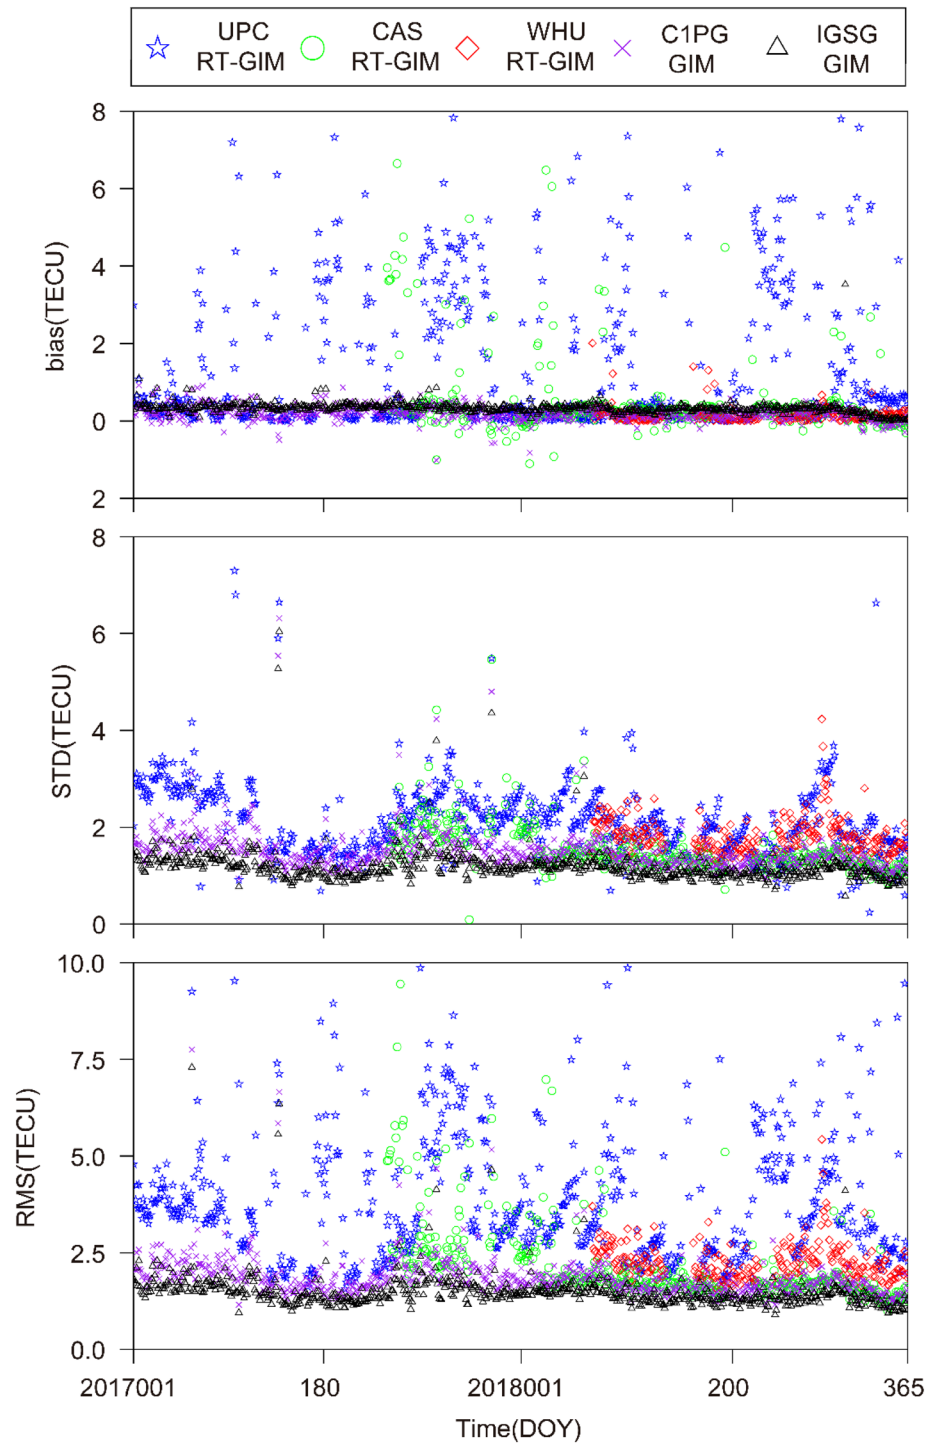 UPC CAS WHU C1PG IGSG
RT-GIM RT-GIM RT-GIM GIM GIM
8
6
4
2
0
2
bias(TECU)
8
6
4
2
0
STD(TECU)
10.0
7.5
5.0
2.5
0.0
RMS(TECU)
2017001 180 2018001 200 365
Time(DOY)